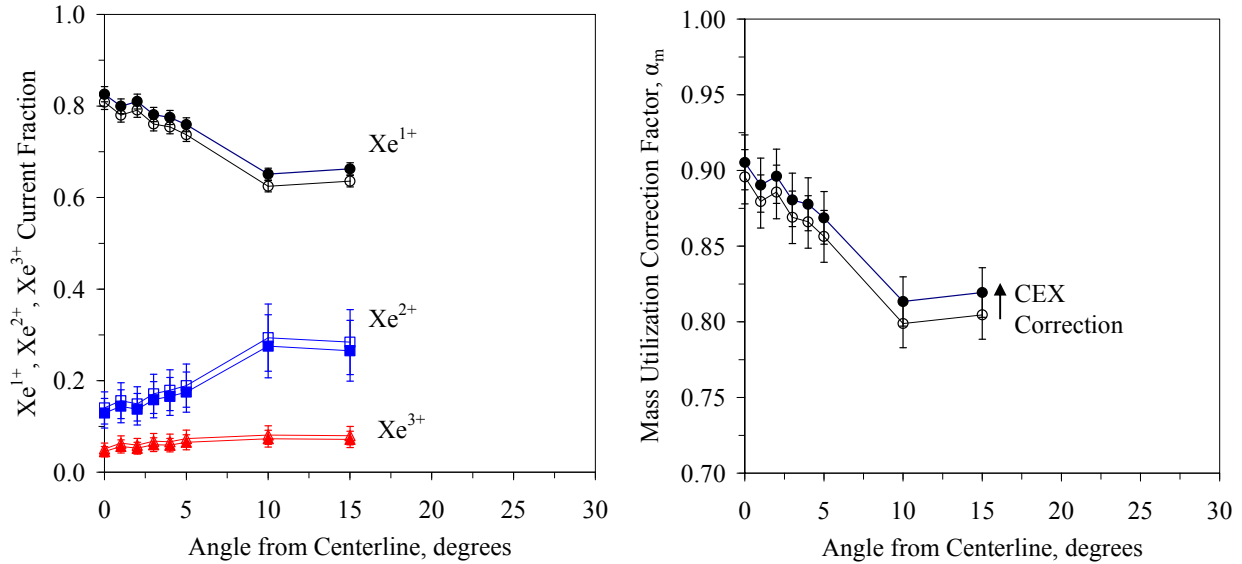 Xe¹⁺, Xe²⁺, Xe³⁺ Current Fraction
1.0
0.8
0.6
0.4
0.2
0.0
Xe¹⁺
Xe²⁺
Xe³⁺
0 5 10 15 20 25 30
Angle from Centerline, degrees
Mass Utilization Correction Factor, αₘ
1.00
0.95
0.90
0.85
0.80
0.75
0.70
CEX
Correction
0 5 10 15 20 25 30
Angle from Centerline, degrees